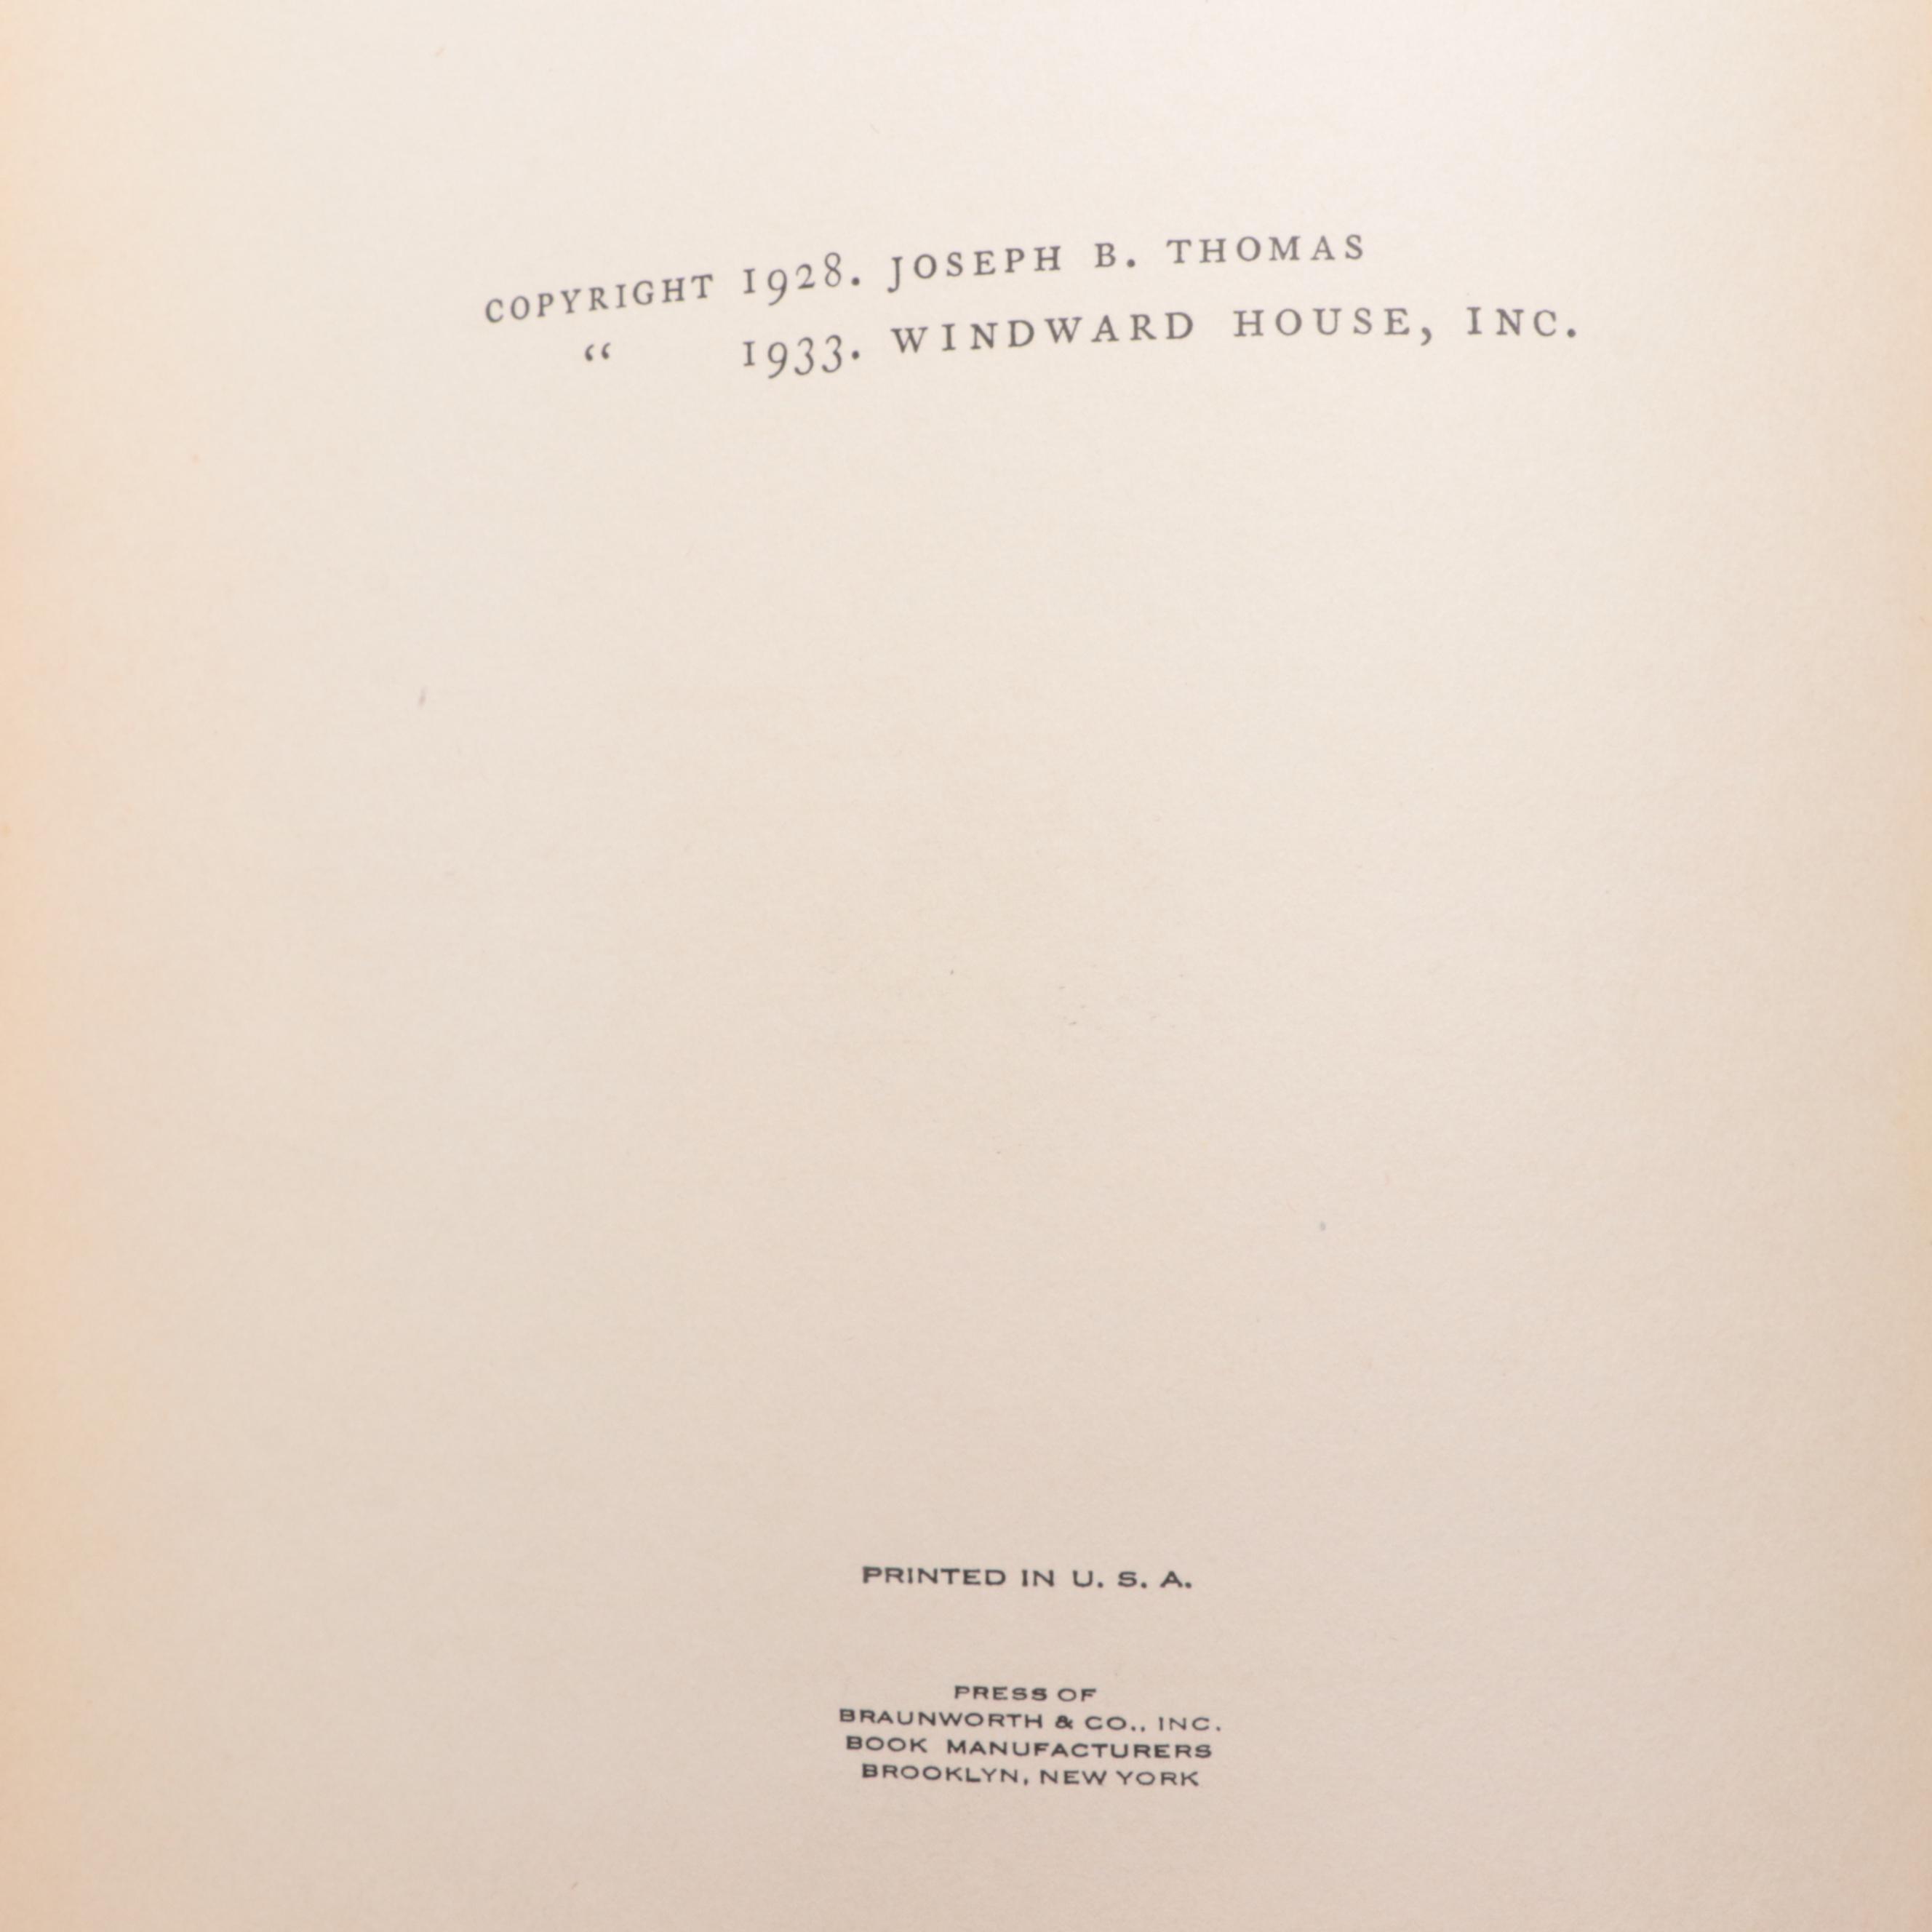 COPYRIGHT 1928. JOSEPH B. THOMAS
“ 1933. WINDWARD HOUSE, INC.
PRINTED IN U. S. A.
PRESS OF
BRAUNWORTH & CO., INC.
BOOK MANUFACTURERS
BROOKLYN, NEW YORK